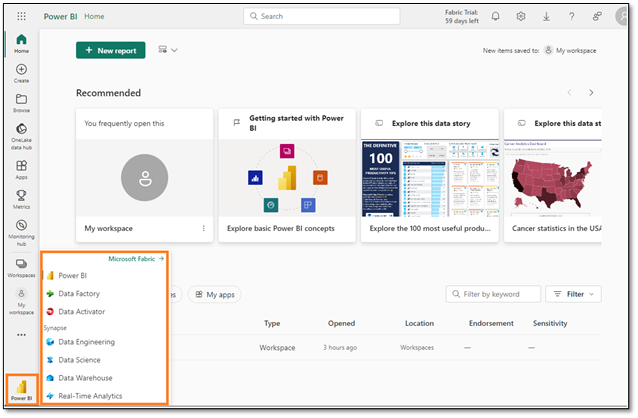 Power BI Home
Search
Fabric Trial:
59 days left
Home
Create
Browse
OneLake
data hub
Apps
Metrics
Monitoring
hub
Workspaces
My
workspace
Power BI
+ New report
New items saved to: My workspace
Recommended
You frequently open this
My workspace
Getting started with Power
BI
Explore basic Power BI concepts
Explore this data story
THE DEFINITIVE
100
MOST USEFUL
PRODUCTIVITY TIPS
Explore the 100 most useful produ...
Explore this data story
Cancer statistics in the USA
Microsoft Fabric →
Power BI
Data Factory
Data Activator
Synapse
Data Engineering
Data Science
Data Warehouse
Real-Time Analytics
My apps
Filter by keyword
Filter
Type Opened Location Endorsement Sensitivity
Workspace 3 hours ago Workspaces — —